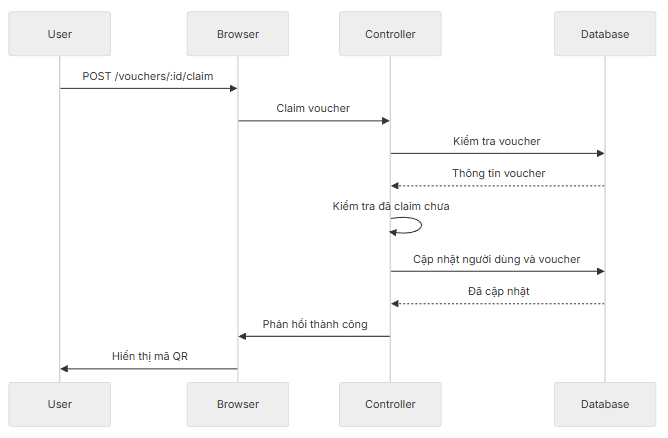 User
Browser
Controller
Database
POST /vouchers/:id/claim
Claim voucher
Kiểm tra voucher
Thông tin voucher
Kiểm tra đã claim chưa
Cập nhật người dùng và voucher
Đã cập nhật
Phản hồi thành công
Hiển thị mã QR
User
Browser
Controller
Database